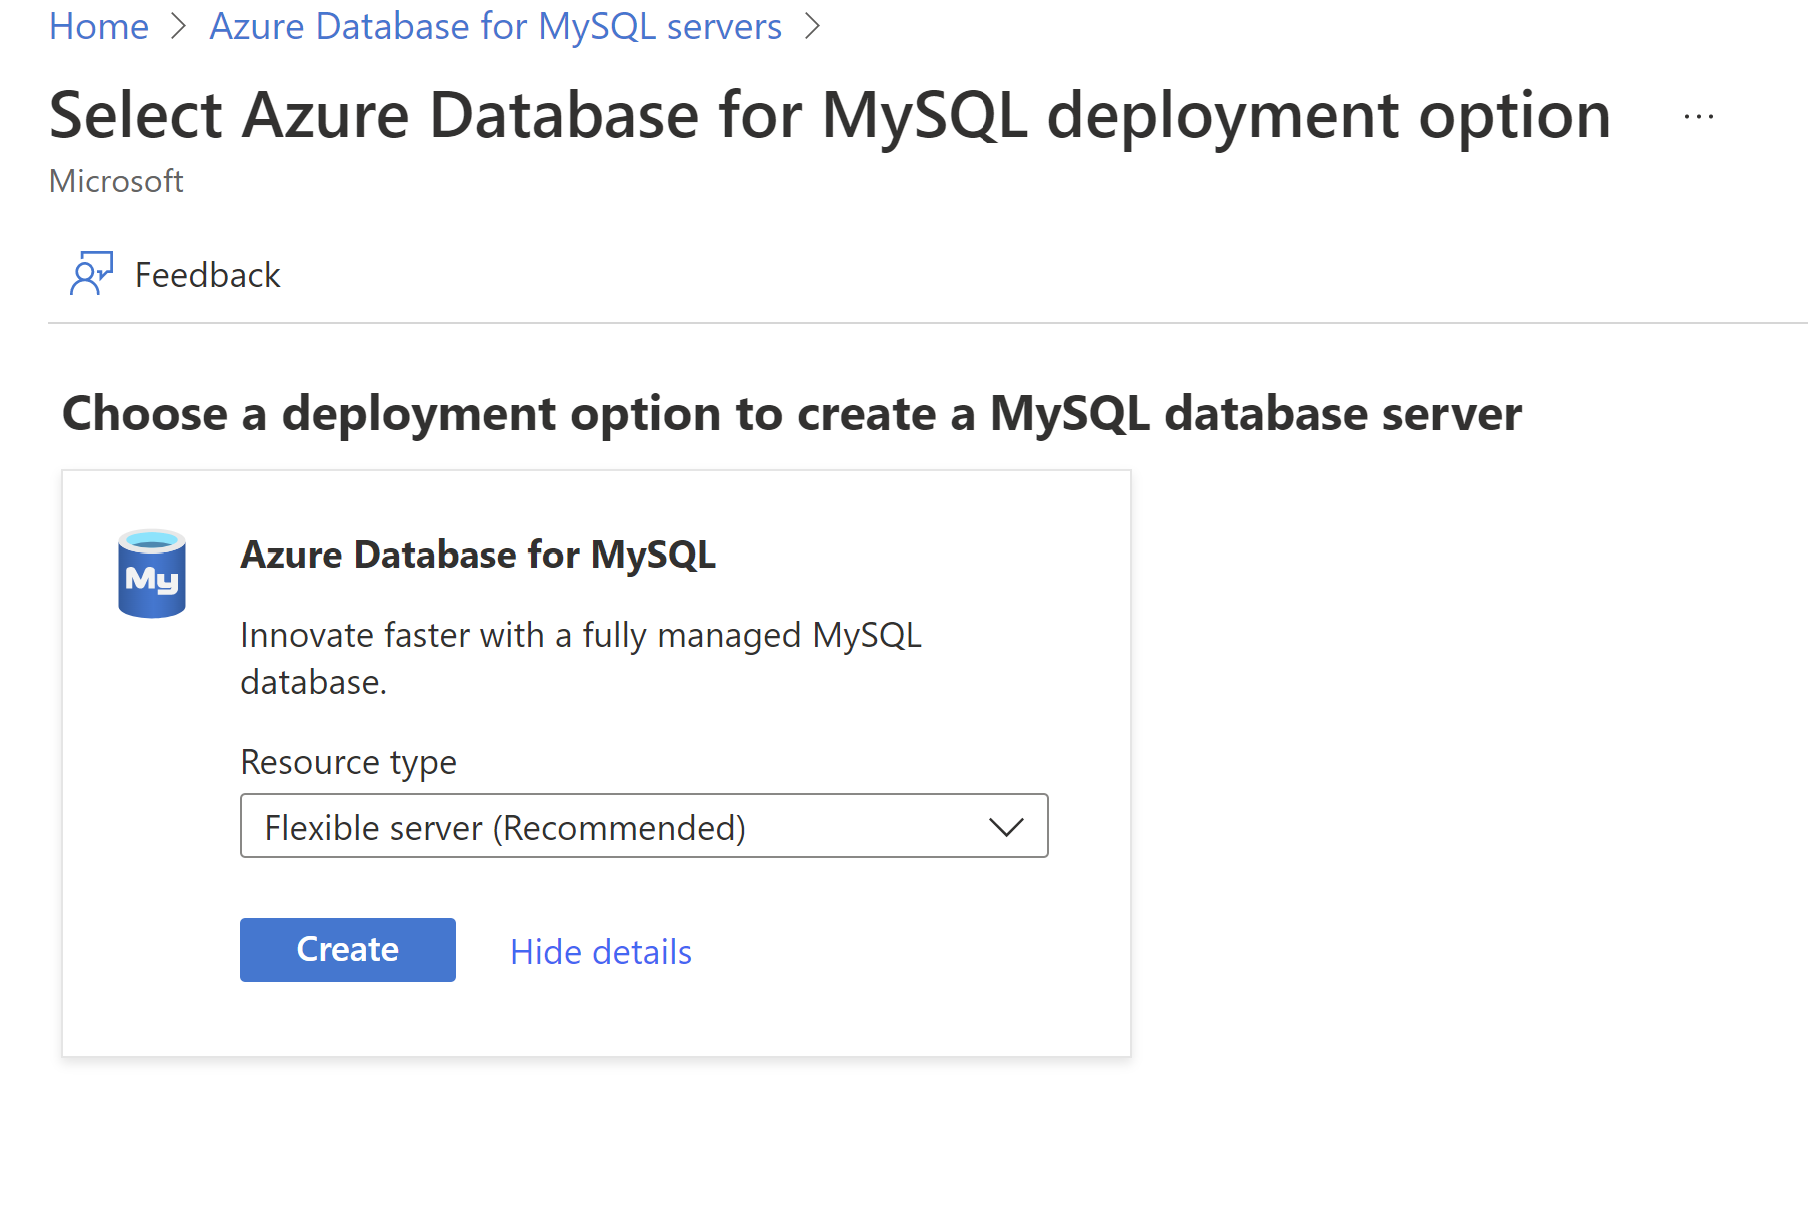 Home > Azure Database for MySQL servers >
Select Azure Database for MySQL deployment option ...
Microsoft
Feedback
Choose a deployment option to create a MySQL database server
My
Azure Database for MySQL
Innovate faster with a fully managed MySQL
database.
Resource type
Flexible server (Recommended)
Create Hide details